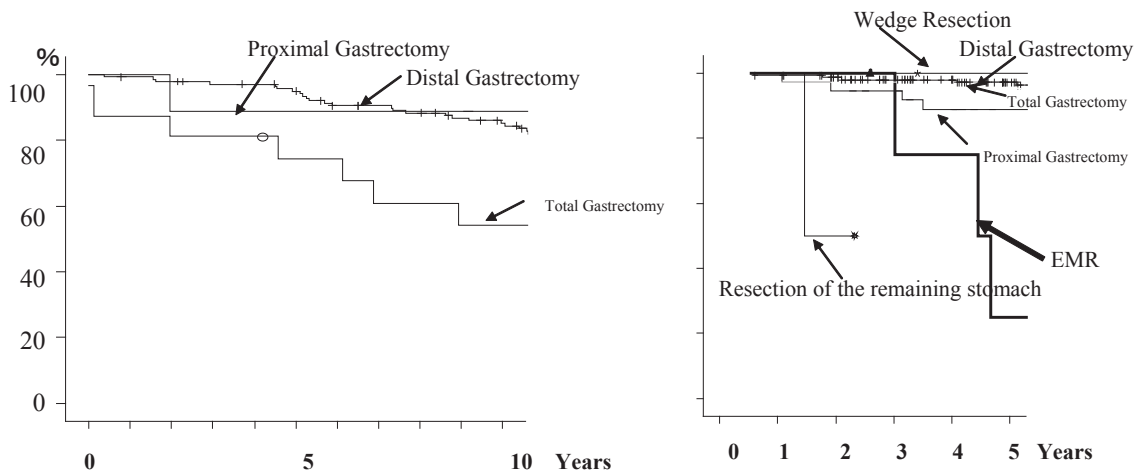 %
100
80
60
40
20
0
Proximal Gastrectomy
Distal Gastrectomy
Total Gastrectomy
0 5 10 Years
Wedge Resection
Distal Gastrectomy
Total Gastrectomy
Proximal Gastrectomy
EMR
Resection of the remaining stomach
0 1 2 3 4 5 Years